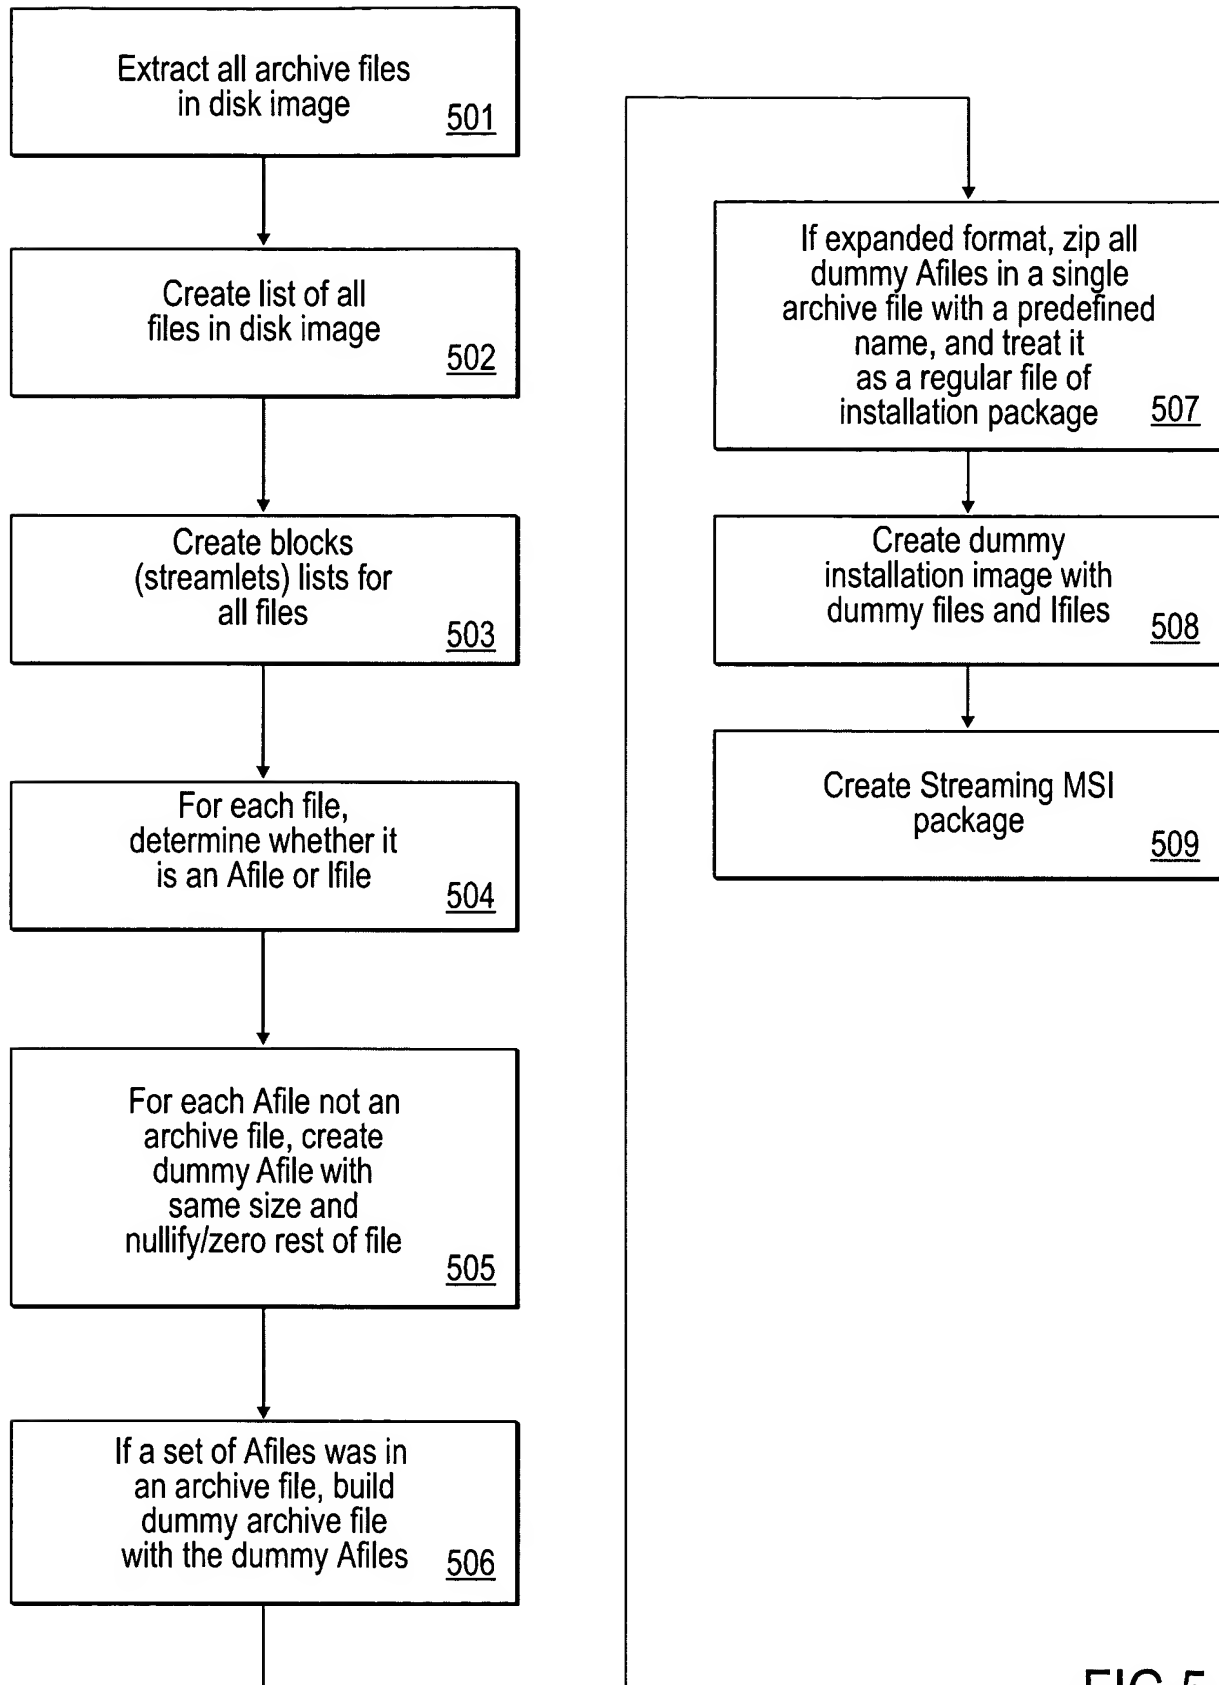 Extract all archive files
in disk image
501
Create list of all
files in disk image
502
Create blocks
(streamlets) lists for
all files
503
For each file,
determine whether it
is an Afile or Ifile
504
For each Afile not an
archive file, create
dummy Afile with
same size and
nullify/zero rest of file
505
If a set of Afiles was in
an archive file, build
dummy archive file
with the dummy Afiles
506
If expanded format, zip all
dummy Afiles in a single
archive file with a predefined
name, and treat it
as a regular file of
installation package
507
Create dummy
installation image with
dummy files and Ifiles
508
Create Streaming MSI
package
509
FIG 5